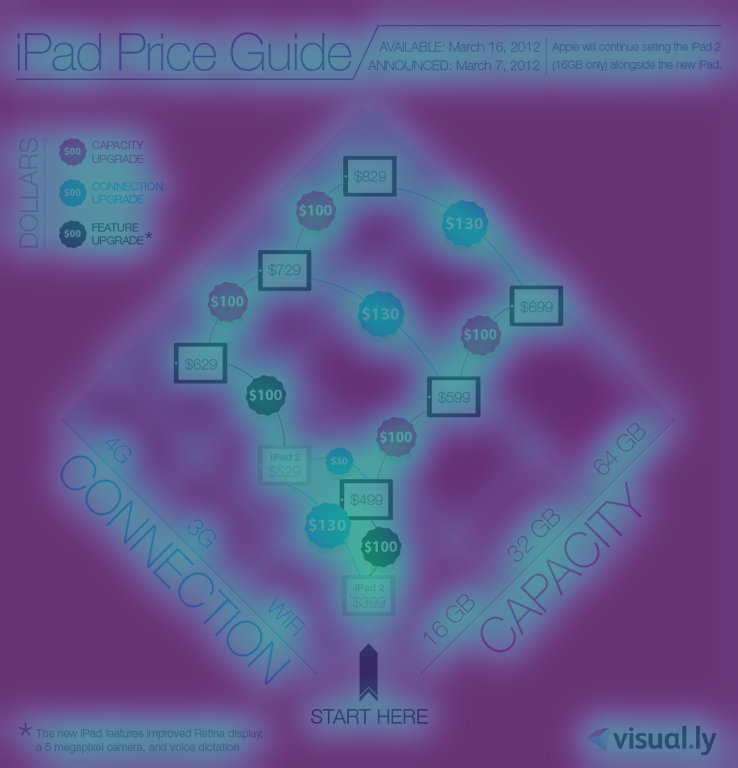 iPad Price Guide
AVAILABLE: March 16, 2012
ANNOUNCED: March 7, 2012
Apple will continue selling the iPad 2
(16GB only) alongside the new iPad.
DOLLARS
$00 CAPACITY
UPGRADE
$00 CONNECTION
UPGRADE
$00 FEATURE
UPGRADE*
$829
$100
$130
$729
$100
$130
$699
$100
$629
$100
$599
$100
iPad 2
$529
$30
$499
$130
$100
iPad 2
$399
4G
3G
WiFi
CONNECTION
64 GB
32 GB
16 GB
CAPACITY
START HERE
* The new iPad features improved Retina display,
a 5 megapixel camera, and voice dictation
visual.ly